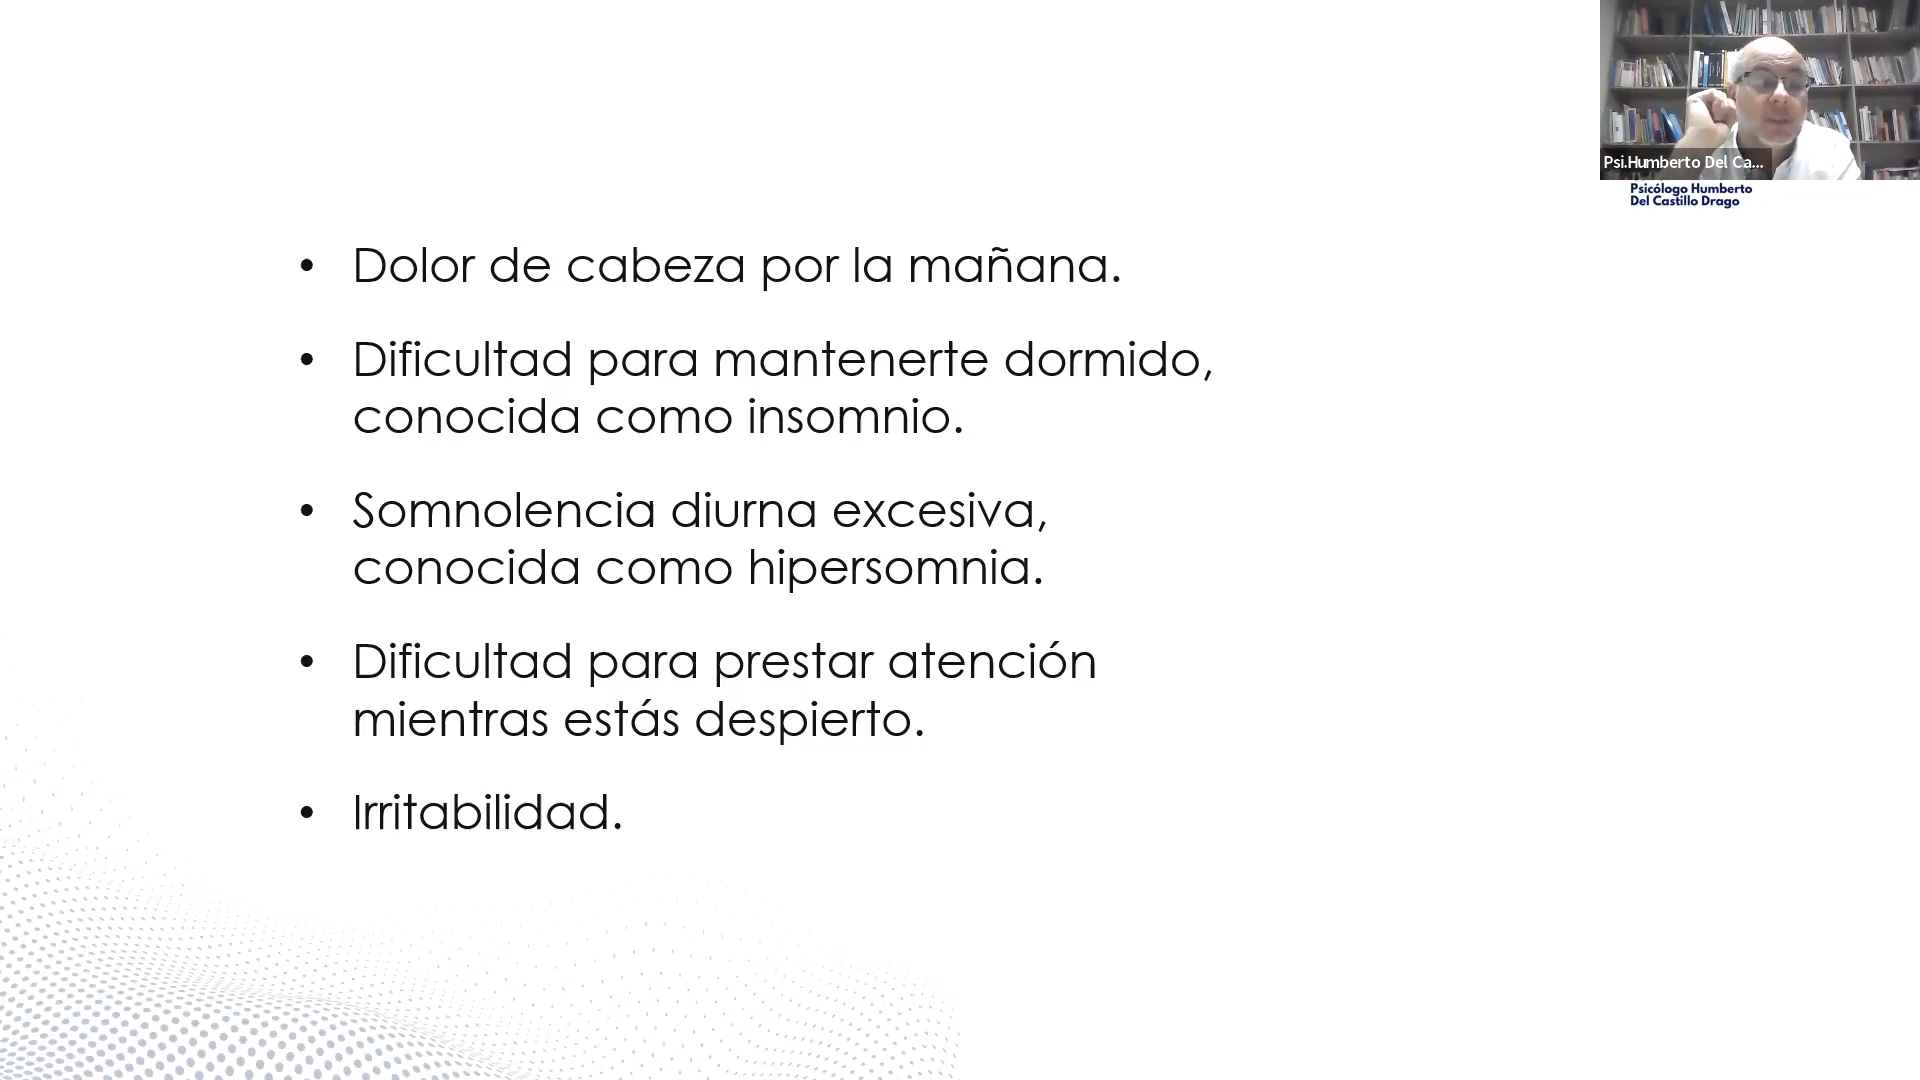 Psi.Humberto Del Ca...
Psicólogo Humberto
Del Castillo Drago
• Dolor de cabeza por la mañana.
• Dificultad para mantenerte dormido,
conocida como insomnio.
• Somnolencia diurna excesiva,
conocida como hipersomnia.
• Dificultad para prestar atención
mientras estás despierto.
• Irritabilidad.